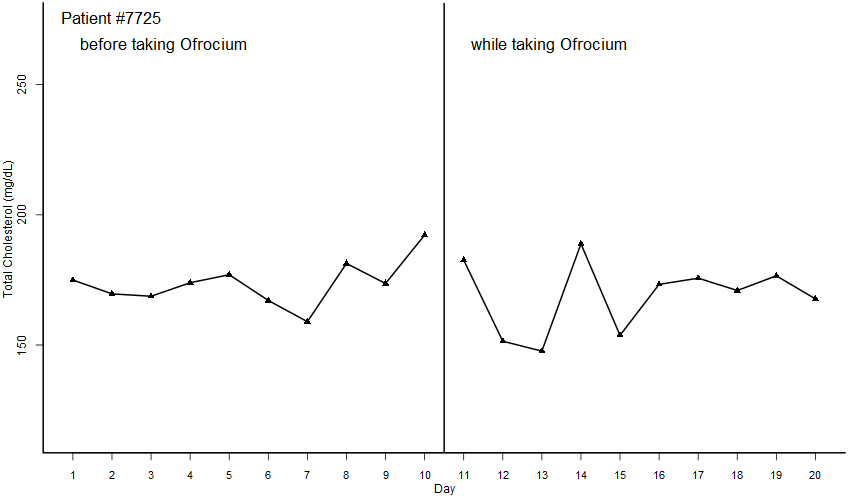 Patient #7725
before taking Ofrocium
while taking Ofrocium
250
200
150
Total Cholesterol (mg/dL)
1 2 3 4 5 6 7 8 9 10 11 12 13 14 15 16 17 18 19 20
Day